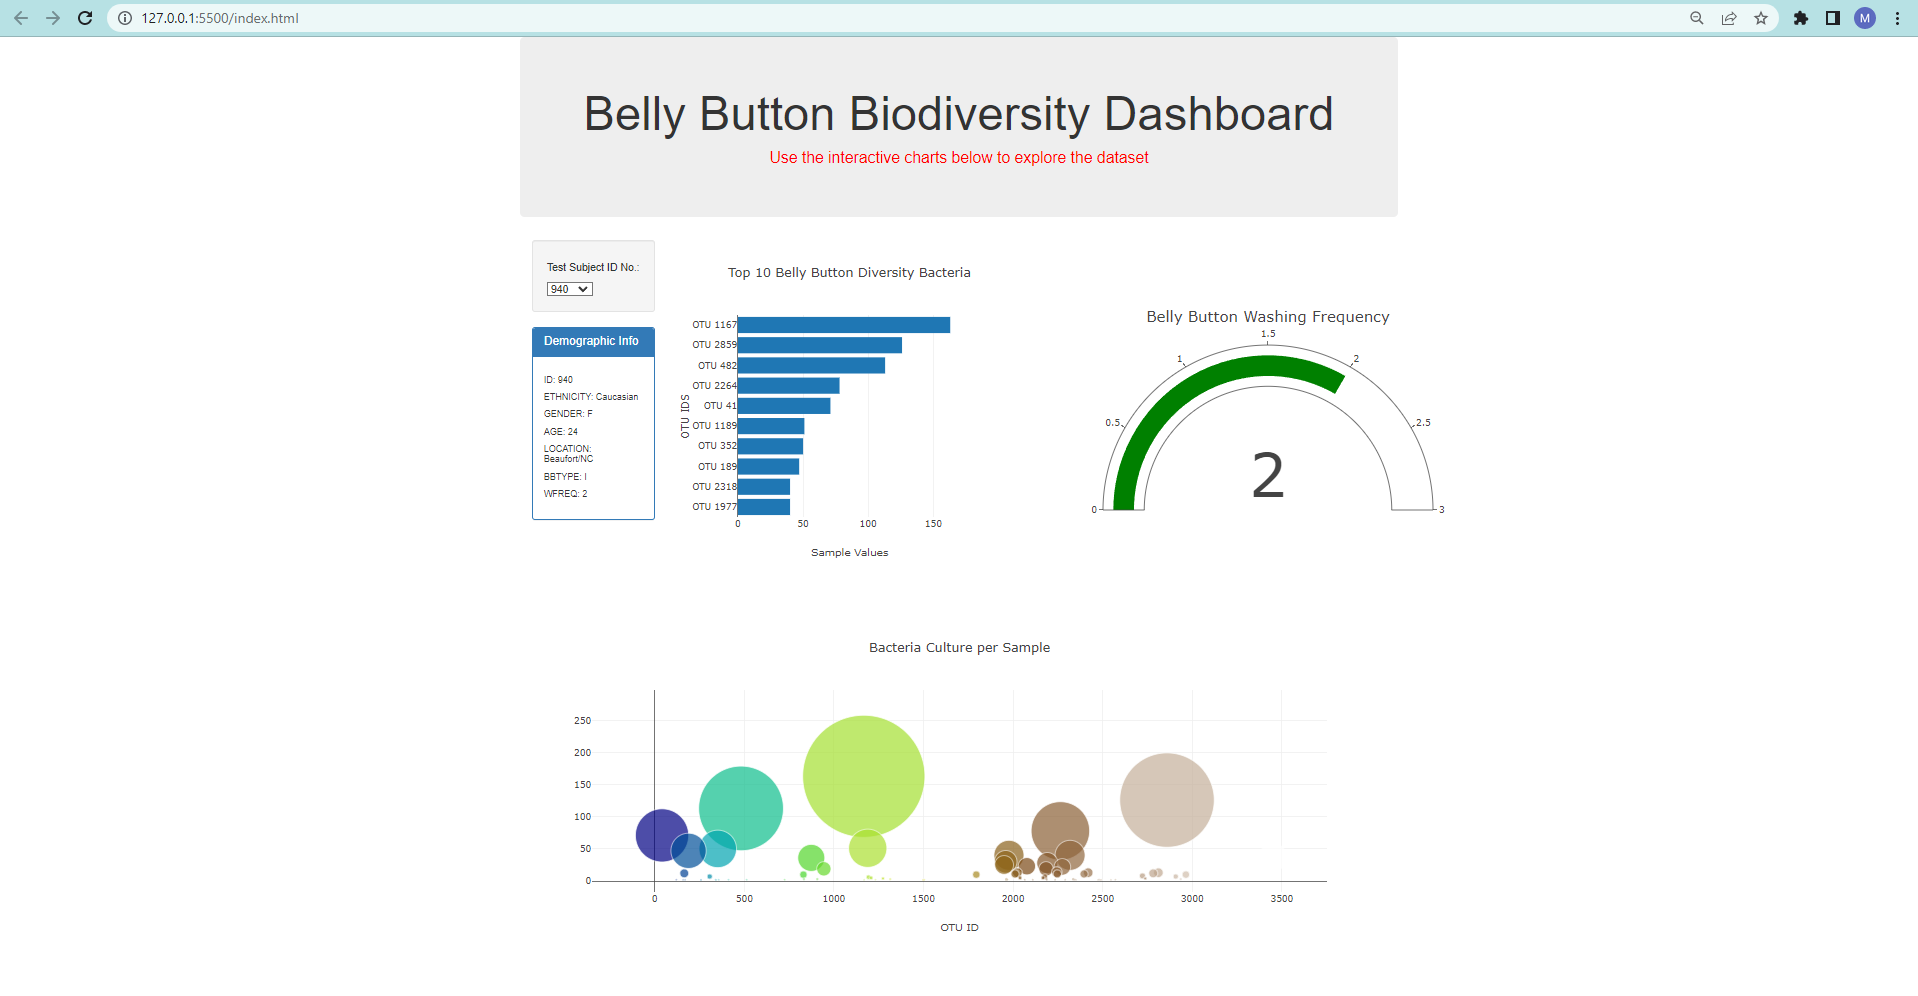 127.0.0.1:5500/index.html
M
Belly Button Biodiversity Dashboard
Use the interactive charts below to explore the dataset
Test Subject ID No.:
940
Demographic Info
ID: 940
ETHNICITY: Caucasian
GENDER: F
AGE: 24
LOCATION:
Beaufort/NC
BBTYPE: I
WFREQ: 2
Top 10 Belly Button Diversity Bacteria
OTU IDS
OTU 1167
OTU 2859
OTU 482
OTU 2264
OTU 41
OTU 1189
OTU 352
OTU 189
OTU 2318
OTU 1977
0 50 100 150
Sample Values
Belly Button Washing Frequency
0 0.5 1 1.5 2 2.5 3
2
Bacteria Culture per Sample
250
200
150
100
50
0
0 500 1000 1500 2000 2500 3000 3500
OTU ID